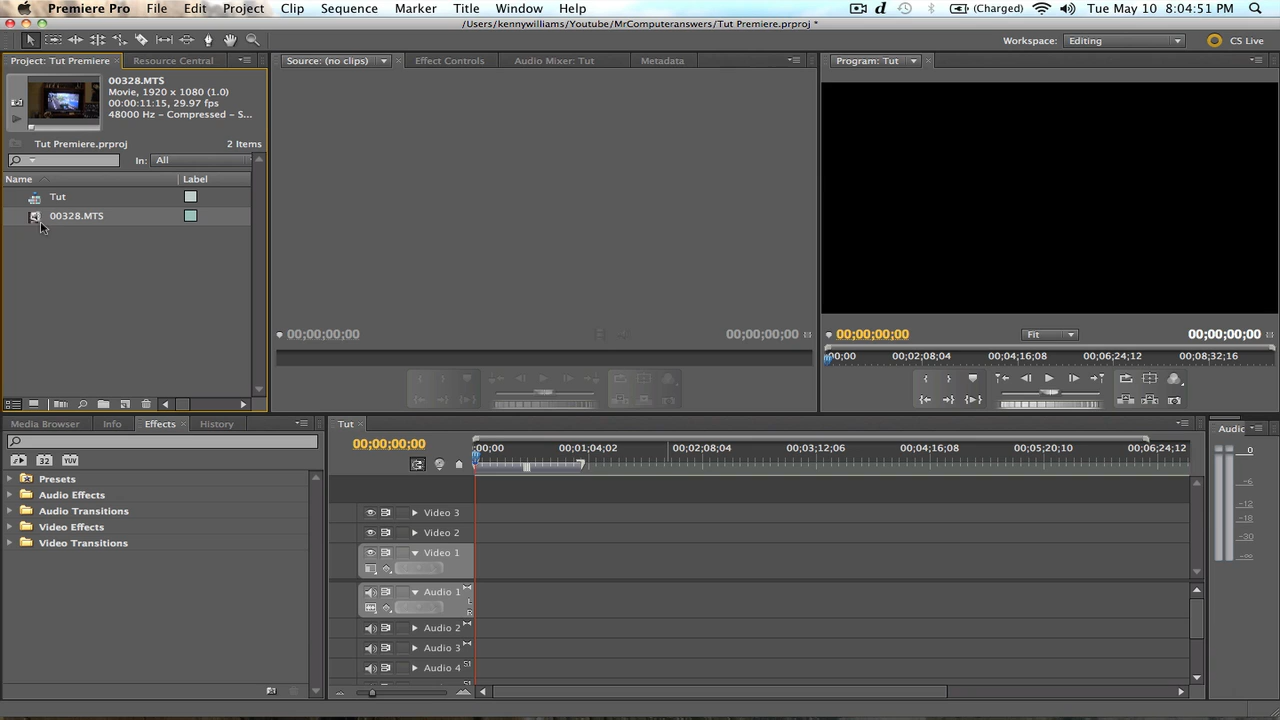 Premiere Pro File Edit Project Clip Sequence Marker Title Window Help
d (Charged) Tue May 10 8:04:51 PM
/Users/kennywilliams/Youtube/MrComputeranswers/Tut Premiere.prproj *
Workspace: Editing CS Live
Project: Tut Premiere Resource Central
Source: (no clips) Effect Controls Audio Mixer: Tut Metadata
Program: Tut
00328.MTS
Movie, 1920 x 1080 (1.0)
00:00:11:15, 29.97 fps
48000 Hz - Compressed - S...
Tut Premiere.prproj 2 Items
In: All
Name Label
Tut
00328.MTS
00;00;00;00 00;00;00;00
00;00;00;00 Fit 00;00;00;00
00;00 00;02;08;04 00;04;16;08 00;06;24;12 00;08;32;16
Media Browser Info Effects History
32 YUV
Presets
Audio Effects
Audio Transitions
Video Effects
Video Transitions
Tut
00;00;00;00
00;00 00;01;04;02 00;02;08;04 00;03;12;06 00;04;16;08 00;05;20;10 00;06;24;12
Video 3
Video 2
Video 1
Audio 1
L
R
Audio 2
Audio 3
Audio 4
Audio
0
-6
-12
-18
-30
-∞